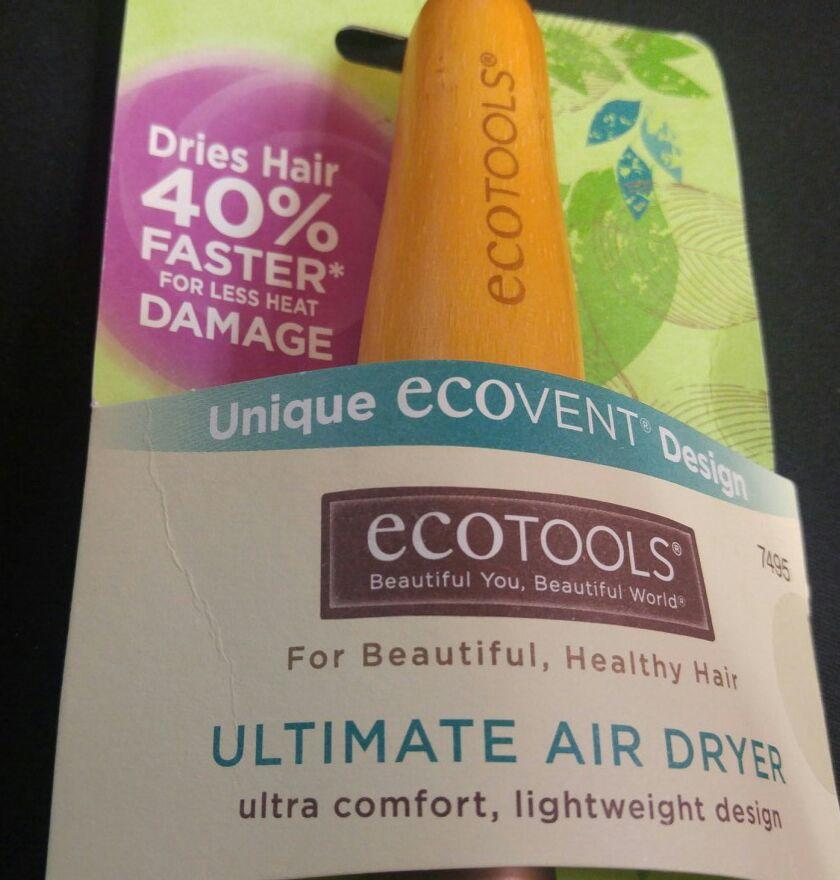 Dries Hair
40%
FASTER*
FOR LESS HEAT
DAMAGE
ecoTOOLS®
Unique ecoVENT® Design
ecoTOOLS®
Beautiful You, Beautiful World®
7495
For Beautiful, Healthy Hair
ULTIMATE AIR DRYER
ultra comfort, lightweight design